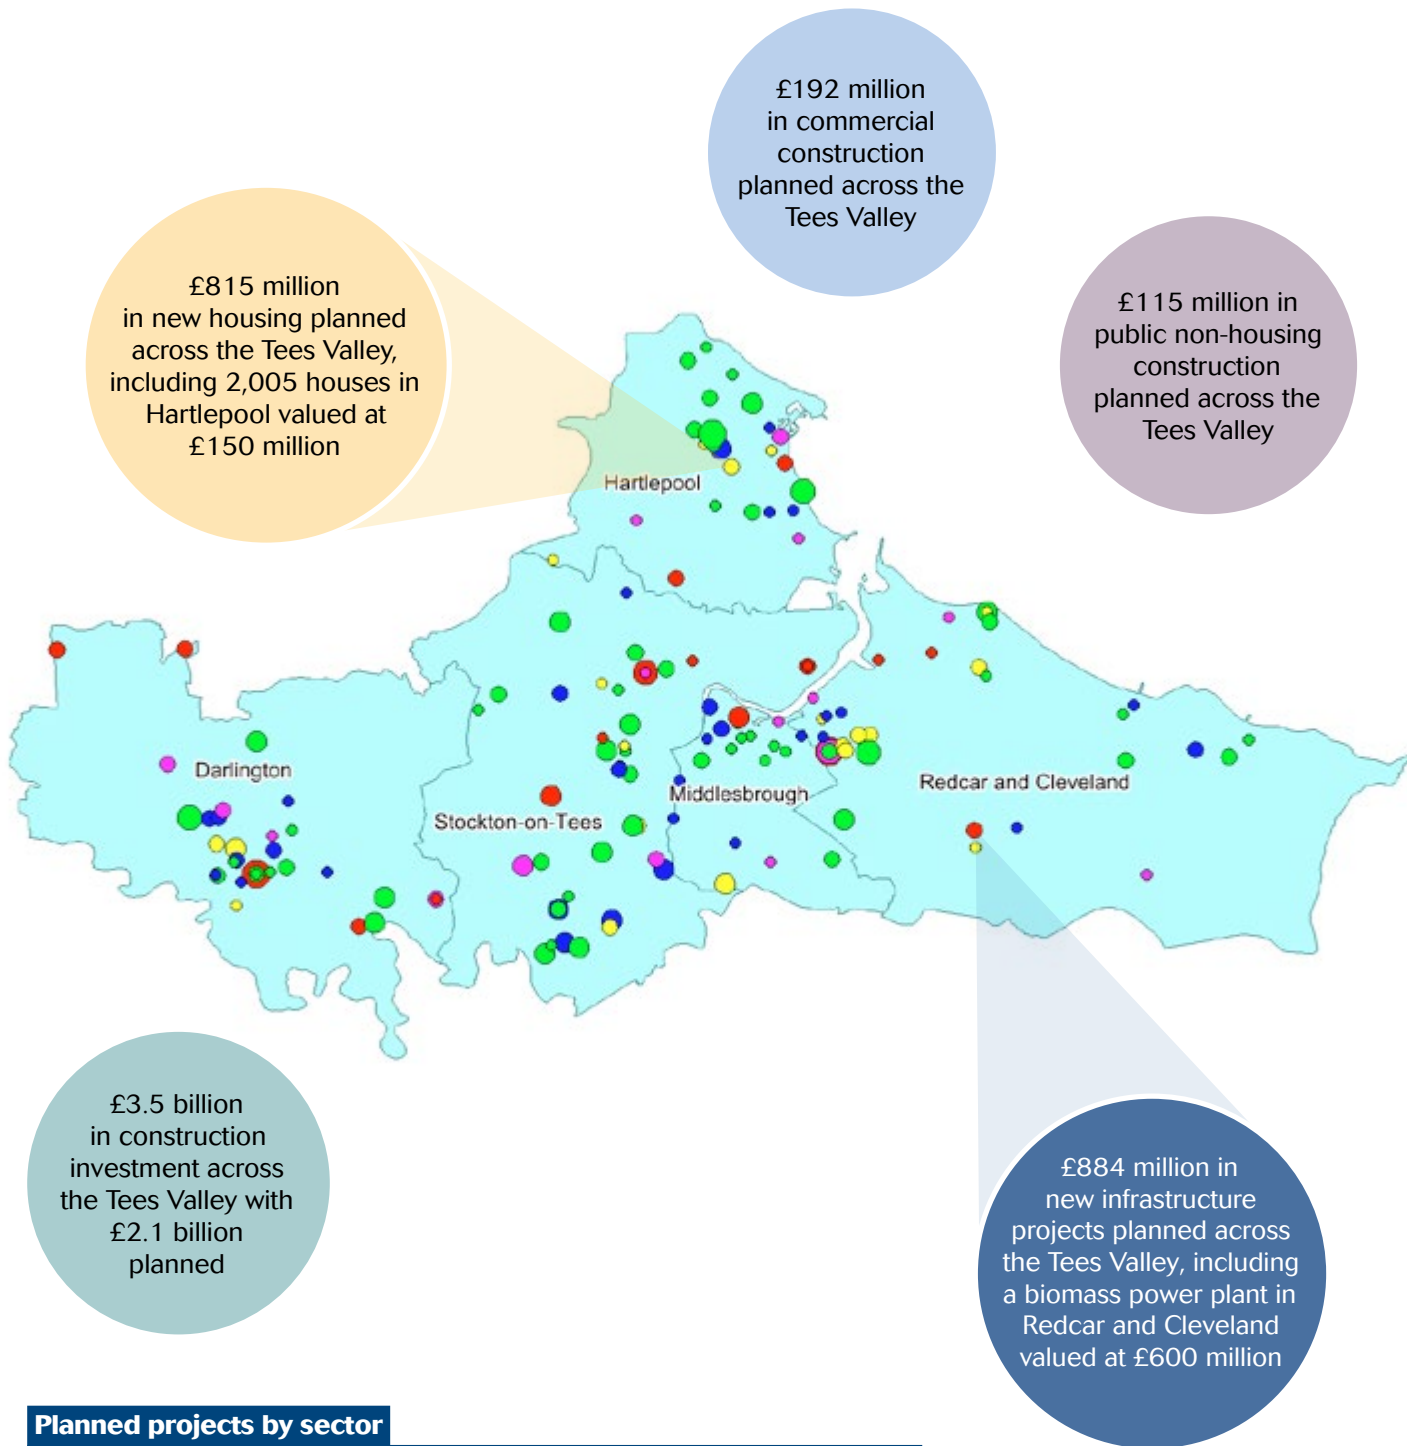 £192 million
in commercial
construction
planned across the
Tees Valley
£815 million
in new housing planned
across the Tees Valley,
including 2,005 houses in
Hartlepool valued at
£150 million
£115 million in
public non-housing
construction
planned across the
Tees Valley
Hartlepool
Darlington
Stockton-on-Tees
Middlesbrough
Redcar and Cleveland
£3.5 billion
in construction
investment across
the Tees Valley with
£2.1 billion
planned
£884 million in
new infrastructure
projects planned across
the Tees Valley, including
a biomass power plant in
Redcar and Cleveland
valued at £600 million
Planned projects by sector